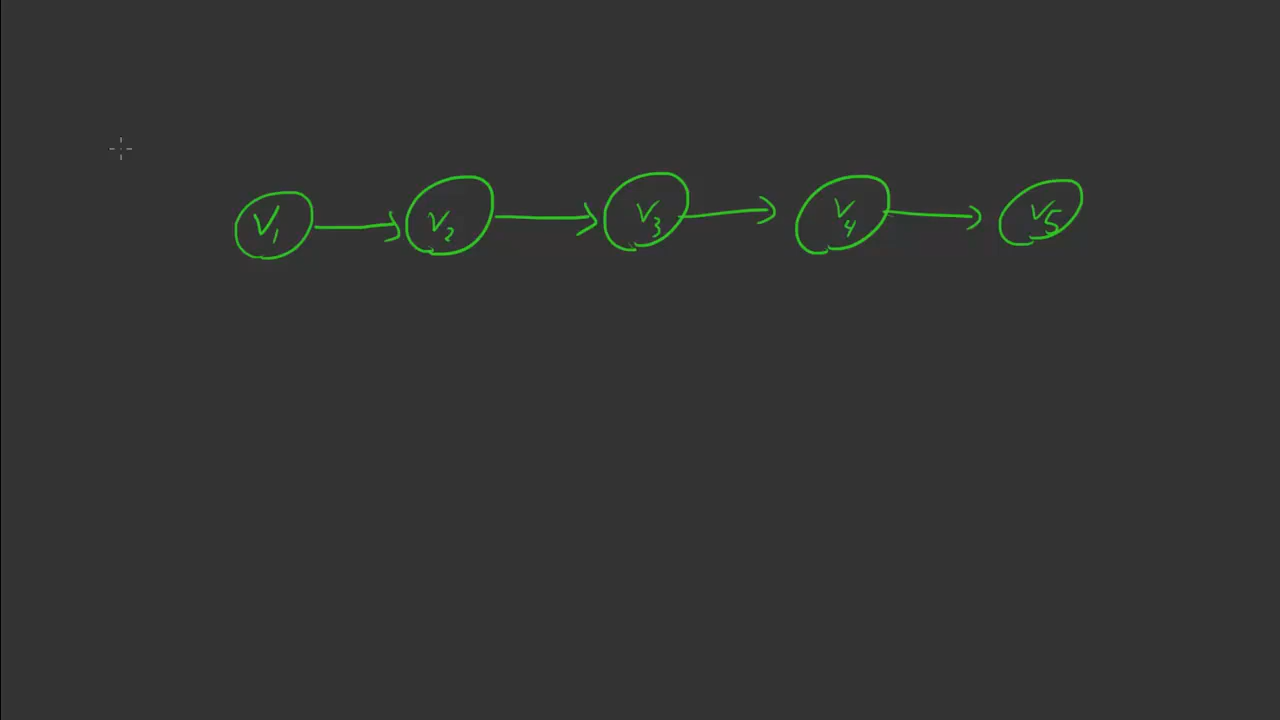 V₁ → V₂ → V₃ → V₄ → V₅